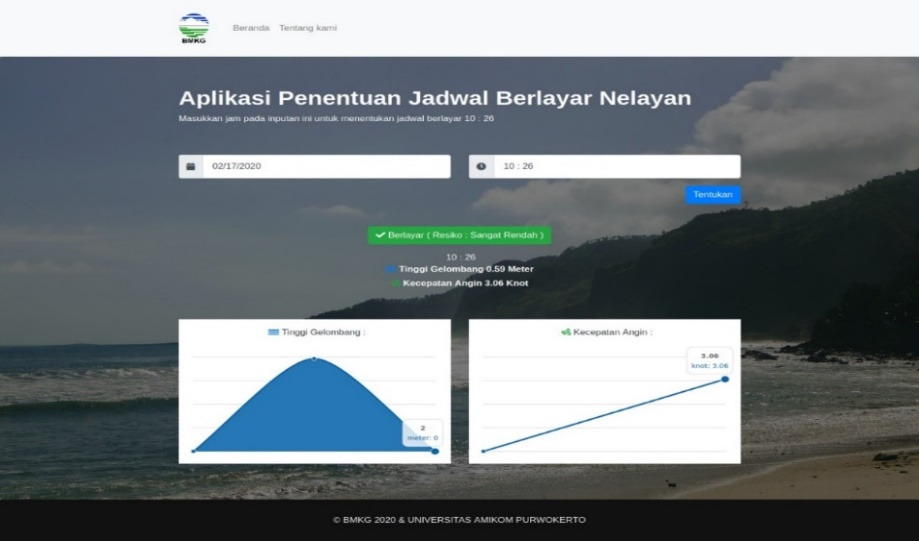 BMKG
Beranda Tentang kami
Aplikasi Penentuan Jadwal Berlayar Nelayan
Masukkan jam pada inputan ini untuk menentukan jadwal berlayar 10 : 26
02/17/2020
10 : 26
Tentukan
Berlayar ( Resiko : Sangat Rendah )
10 : 26
Tinggi Gelombang 0.59 Meter
Kecepatan Angin 3.06 Knot
Tinggi Gelombang :
2
meter: 0
Kecepatan Angin :
3.06
knot: 3.06
© BMKG 2020 & UNIVERSITAS AMIKOM PURWOKERTO